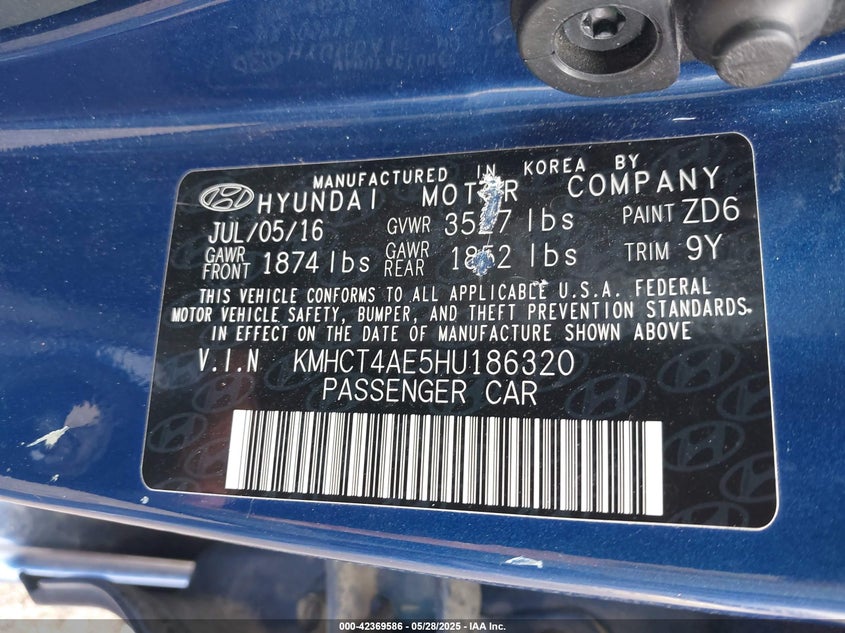 MANUFACTURED IN KOREA BY
HYUNDAI MOTOR COMPANY
JUL/05/16 GVWR 3527 lbs PAINT ZD6
GAWR FRONT 1874 lbs GAWR REAR lbs TRIM 9Y
THIS VEHICLE CONFORMS TO ALL APPLICABLE U.S.A. FEDERAL
MOTOR VEHICLE SAFETY, BUMPER, AND THEFT PREVENTION STANDARDS.
IN EFFECT ON THE DATE OF MANUFACTURE SHOWN ABOVE
V.I.N KMHCT4AE5HU186320
PASSENGER CAR
000-42369586 - 05/28/2025 - IAA Inc.